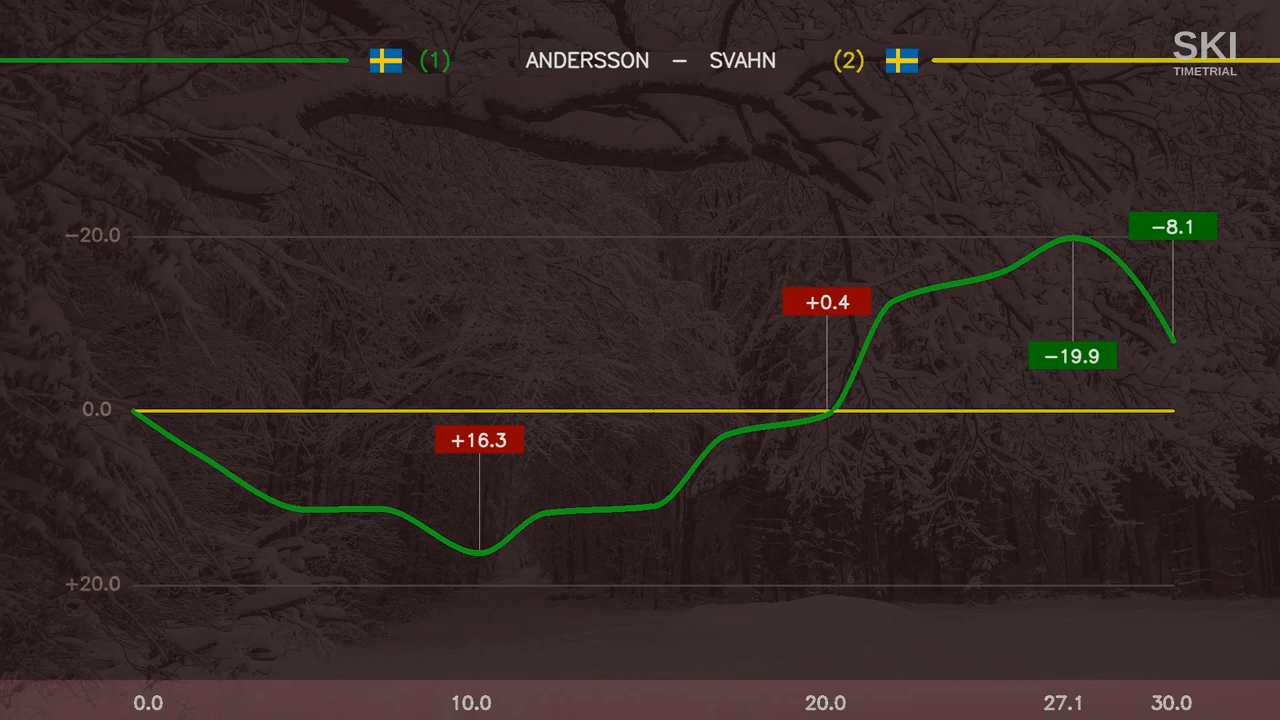 (1) ANDERSSON – SVAHN (2)
SKI
TIMETRIAL
−8.1
−20.0
+0.4
−19.9
0.0
+16.3
+20.0
0.0 10.0 20.0 27.1 30.0